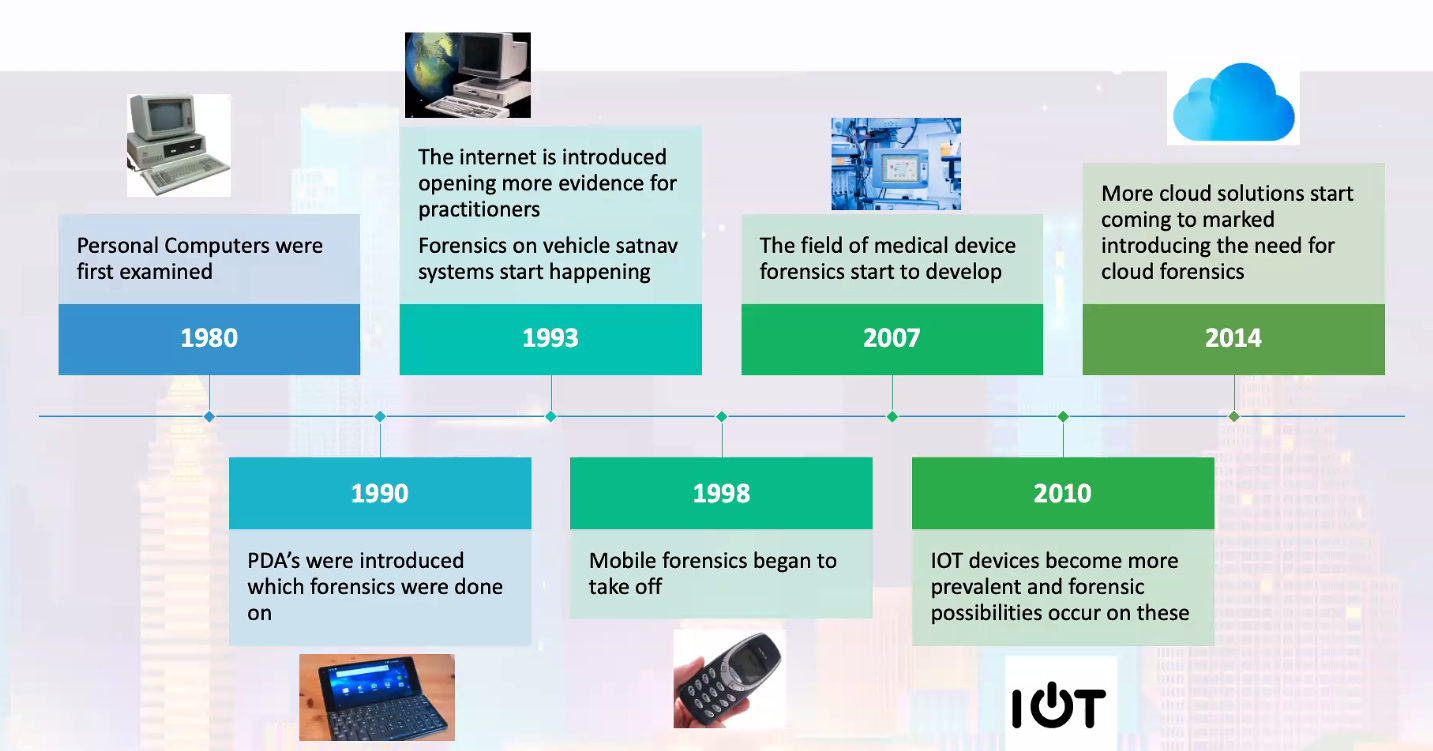 Personal Computers were
first examined
1980
PDA's were introduced
which forensics were done
on
1990
The internet is introduced
opening more evidence for
practitioners
Forensics on vehicle satnav
systems start happening
1993
1998
Mobile forensics began to
take off
The field of medical device
forensics start to develop
2007
2010
IOT devices become more
prevalent and forensic
possibilities occur on these
IOT
More cloud solutions start
coming to marked
introducing the need for
cloud forensics
2014